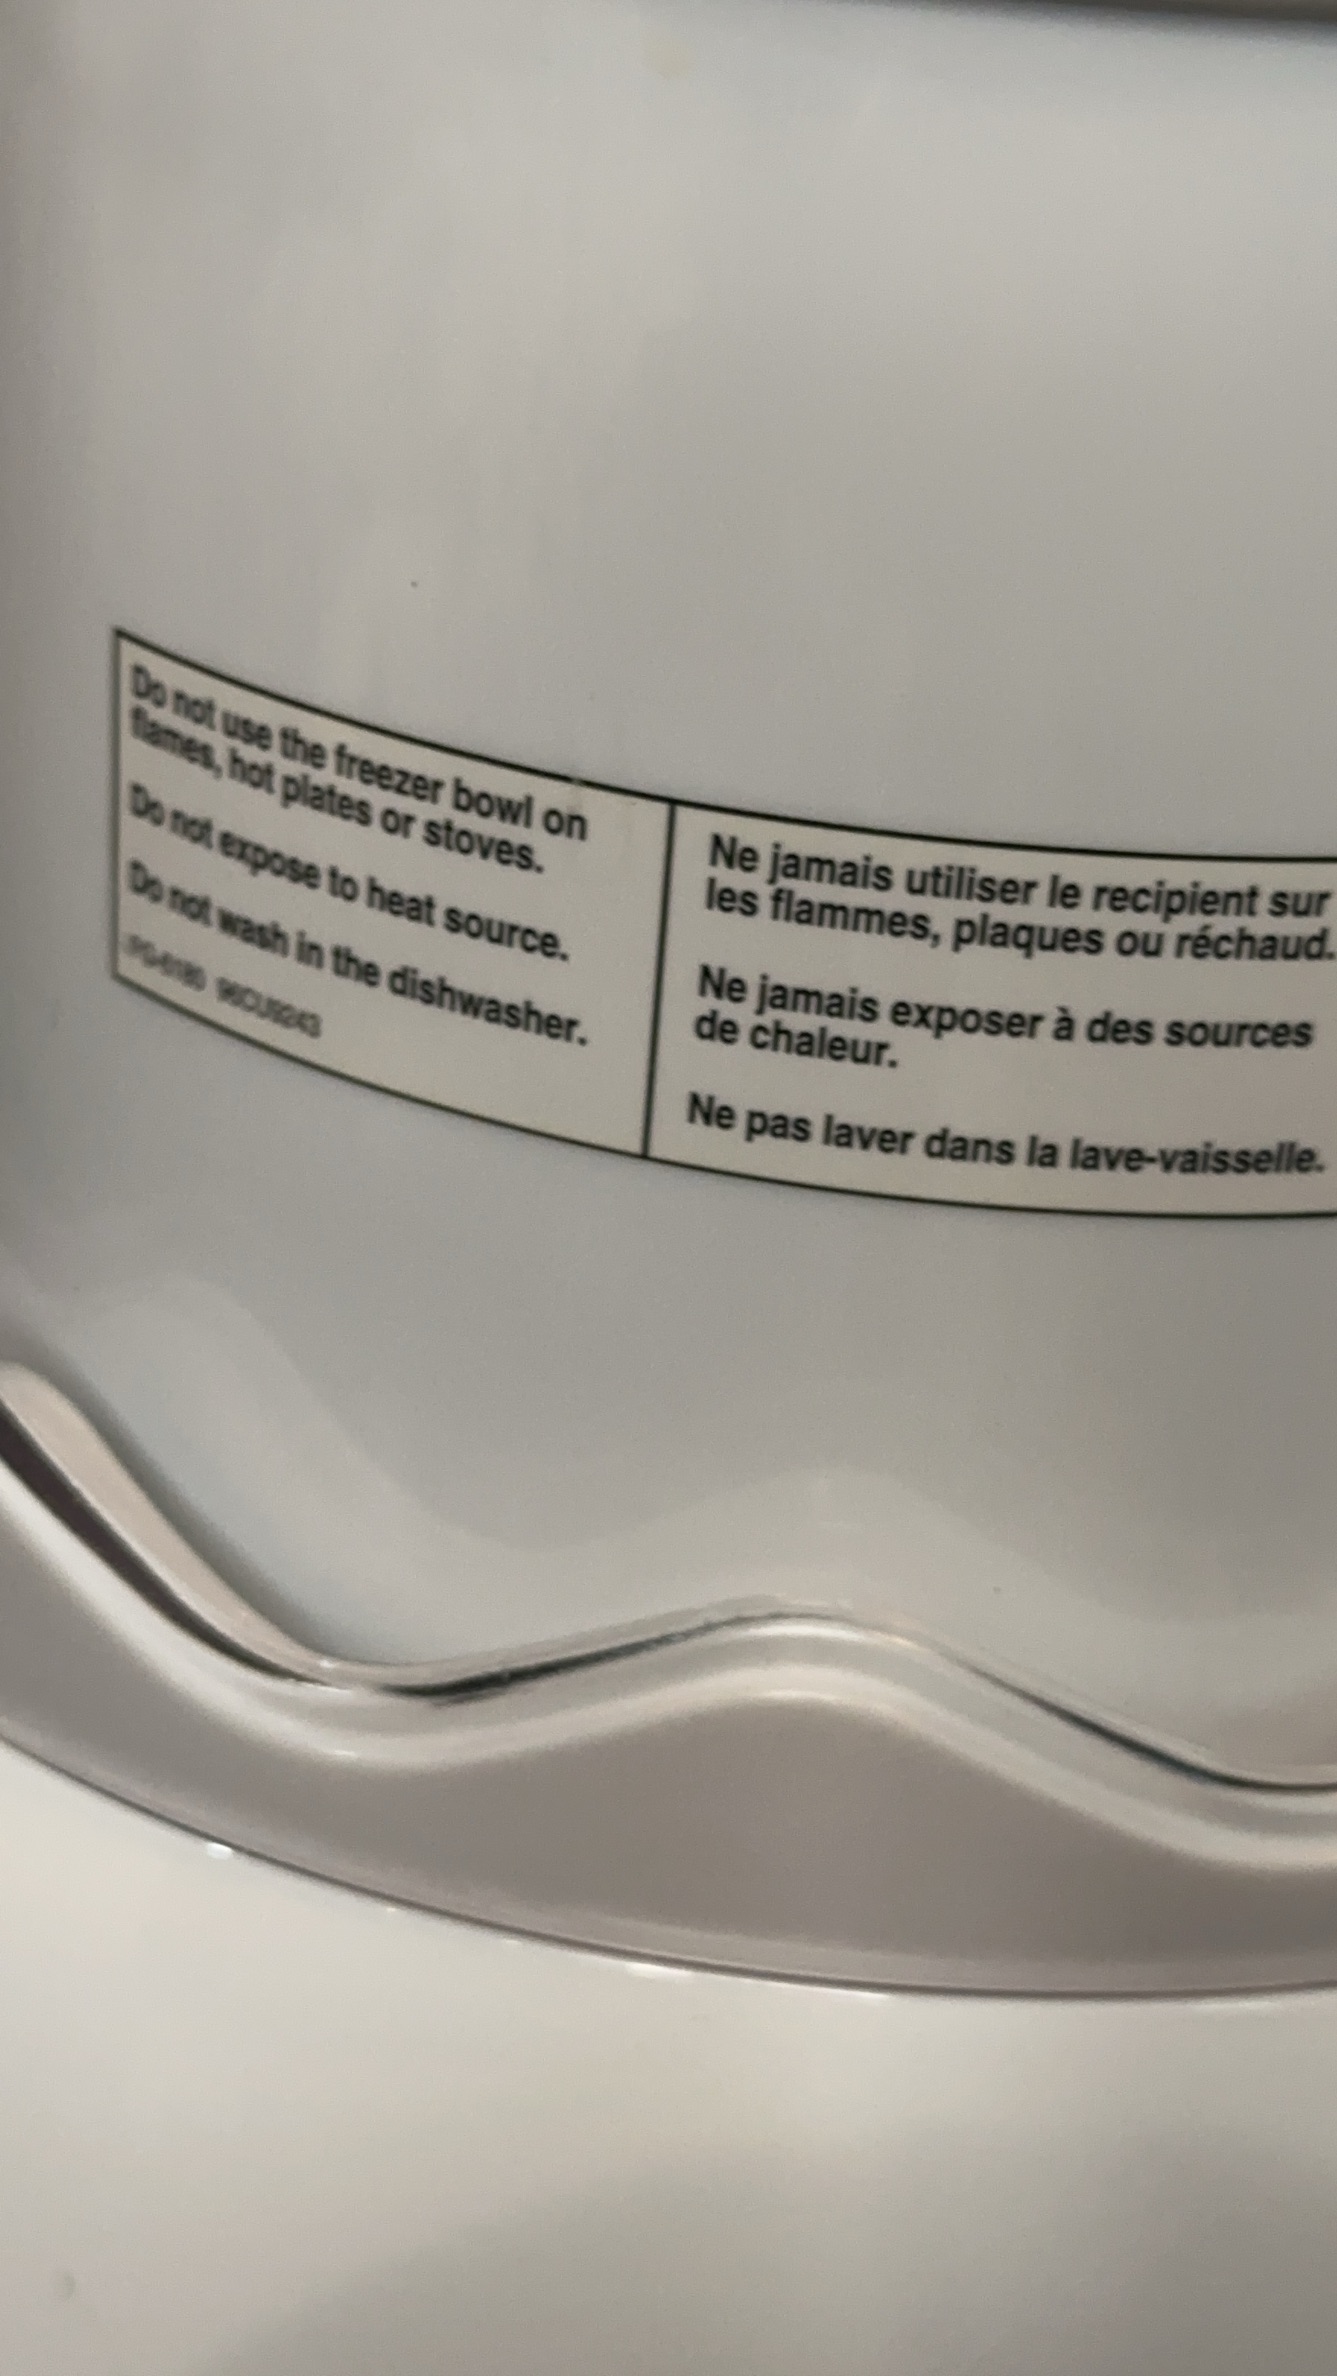 Do not use the freezer bowl on
flames, hot plates or stoves.
Do not expose to heat source.
Do not wash in the dishwasher.
Ne jamais utiliser le recipient sur
les flammes, plaques ou réchaud.
Ne jamais exposer à des sources
de chaleur.
Ne pas laver dans la lave-vaisselle.